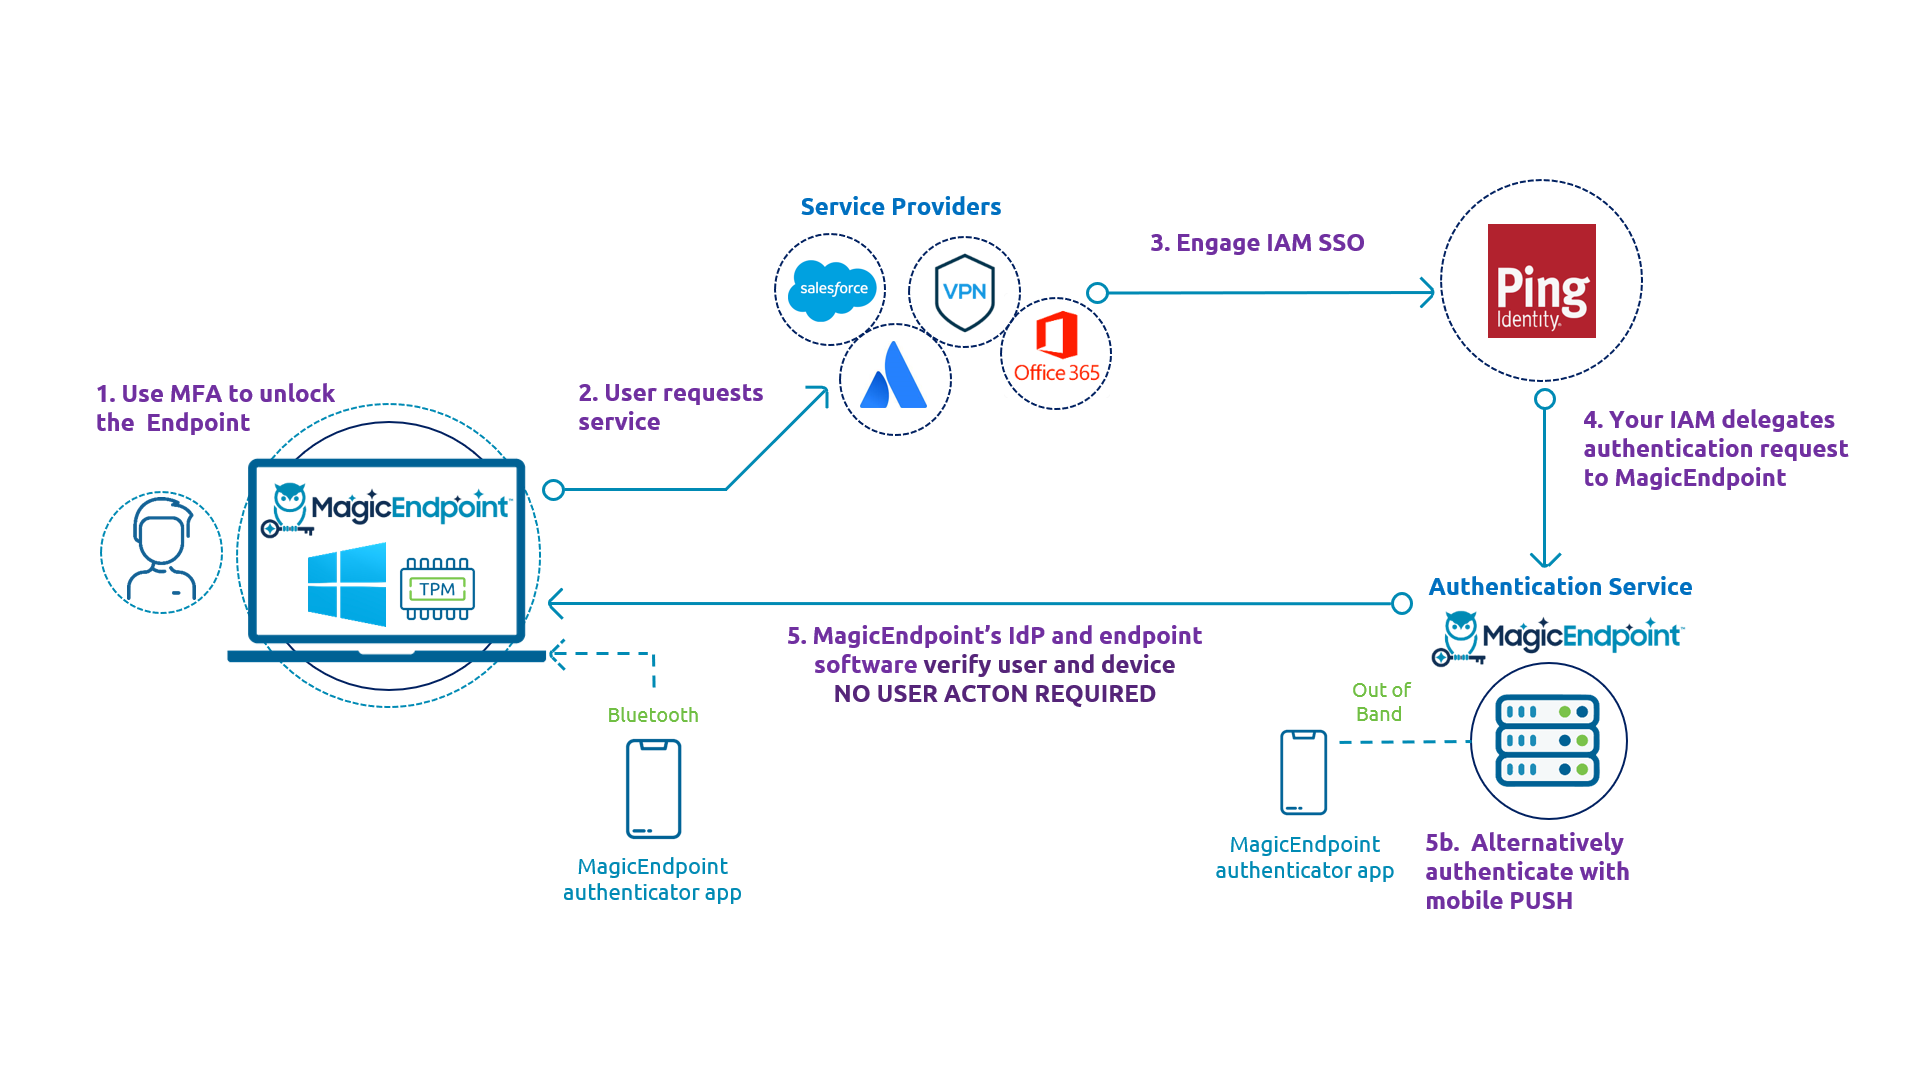 Service Providers
salesforce
VPN
Office 365
3. Engage IAM SSO
Ping
Identity®
1. Use MFA to unlock
the  Endpoint
2. User requests
service
4. Your IAM delegates
authentication request
to MagicEndpoint
MagicEndpoint™
TPM
Authentication Service
MagicEndpoint™
5. MagicEndpoint’s IdP and endpoint
software verify user and device
NO USER ACTON REQUIRED
Bluetooth
MagicEndpoint
authenticator app
Out of
Band
MagicEndpoint
authenticator app
5b.  Alternatively
authenticate with
mobile PUSH